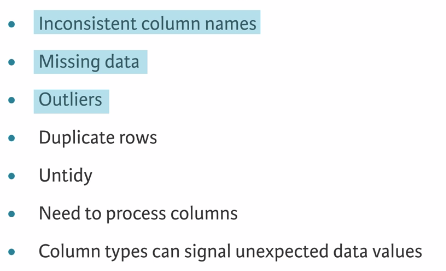 Inconsistent column names
Missing data
Outliers
Duplicate rows
Untidy
Need to process columns
Column types can signal unexpected data values